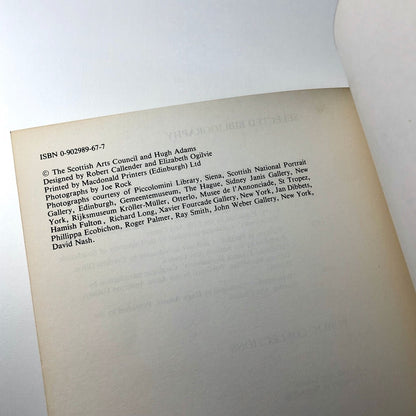 ISBN 0-902989-67-7
© The Scottish Arts Council and Hugh Adams
Designed by Robert Callender and Elizabeth Ogilvie
Printed by Macdonald Printers (Edinburgh) Ltd
Photographs by Joe Rock
Photographs courtesy of Piccolomini Library, Siena, Scottish National Portrait
Gallery, Edinburgh, Gemeentemuseum, The Hague, Sidney Janis Gallery, New
York, Rijksmuseum Kröller-Müller, Otterlo, Musee de l'Annonciade, St Tropez,
Hamish Fulton, Richard Long, Xavier Fourcade Gallery, New York, Jan Dibbets,
Phillippa Ecobichon, Roger Palmer, Ray Smith, John Weber Gallery, New York,
David Nash.